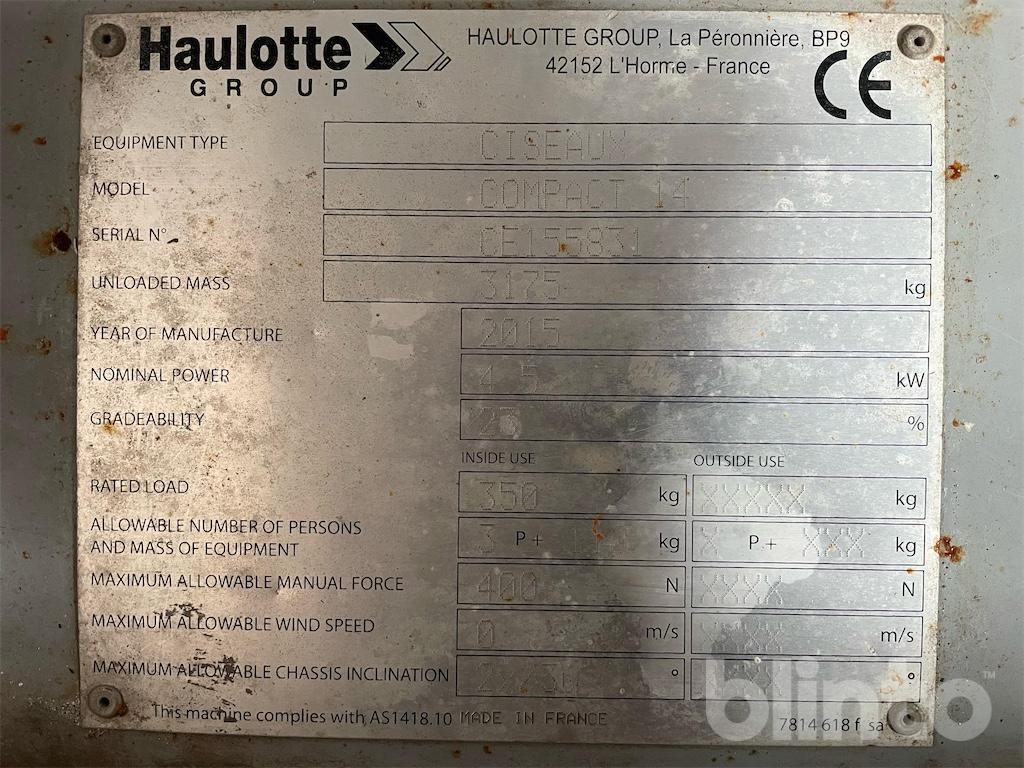 Haulotte
GROUP
HAULOTTE GROUP, La Péronnière, BP9
42152 L'Horme - France
CE
EQUIPMENT TYPE CISEAUX
MODEL COMPACT 14
SERIAL N° CE155831
UNLOADED MASS 3175 kg
YEAR OF MANUFACTURE 2015
NOMINAL POWER 4.5 kW
GRADEABILITY %
INSIDE USE OUTSIDE USE
RATED LOAD 350 kg XXXXX kg
ALLOWABLE NUMBER OF PERSONS
AND MASS OF EQUIPMENT 3 P + kg X P + XXX kg
MAXIMUM ALLOWABLE MANUAL FORCE 400 N XXXX N
MAXIMUM ALLOWABLE WIND SPEED 0 m/s XXXX m/s
MAXIMUM ALLOWABLE CHASSIS INCLINATION ° °
This machine complies with AS1418.10 MADE IN FRANCE 7814 618 f sa
blinto™